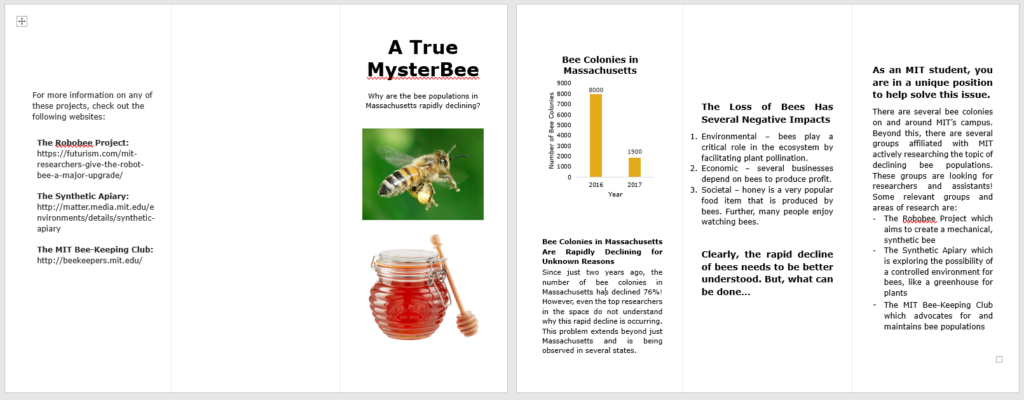 For more information on any of
these projects, check out the
following websites:
The Robobee Project:
https://futurism.com/mit-
researchers-give-the-robot-
bee-a-major-upgrade/
The Synthetic Apiary:
http://matter.media.mit.edu/e
nvironments/details/synthetic-
apiary
The MIT Bee-Keeping Club:
http://beekeepers.mit.edu/
A True
MysterBee
Why are the bee populations in
Massachusetts rapidly declining?
Bee Colonies in
Massachusetts
Number of Bee Colonies
9000
8000
7000
6000
5000
4000
3000
2000
1000
0
8000
1900
2016
2017
Year
Bee Colonies in Massachusetts
Are Rapidly Declining for
Unknown Reasons
Since just two years ago, the
number of bee colonies in
Massachusetts has declined 76%!
However, even the top researchers
in the space do not understand
why this rapid decline is occurring.
This problem extends beyond just
Massachusetts and is being
observed in several states.
The Loss of Bees Has
Several Negative Impacts
1. Environmental – bees play a
critical role in the ecosystem by
facilitating plant pollination.
2. Economic – several businesses
depend on bees to produce profit.
3. Societal – honey is a very popular
food item that is produced by
bees. Further, many people enjoy
watching bees.
Clearly, the rapid decline
of bees needs to be better
understood. But, what can
be done...
As an MIT student, you
are in a unique position
to help solve this issue.
There are several bee colonies
on and around MIT's campus.
Beyond this, there are several
groups affiliated with MIT
actively researching the topic of
declining bee populations.
These groups are looking for
researchers and assistants!
Some relevant groups and
areas of research are:
- The Robobee Project which
aims to create a mechanical,
synthetic bee
- The Synthetic Apiary which
is exploring the possibility of
a controlled environment for
bees, like a greenhouse for
plants
- The MIT Bee-Keeping Club
which advocates for and
maintains bee populations